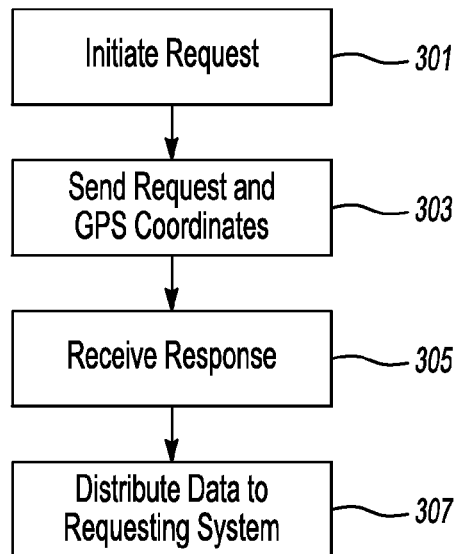 Initiate Request
301
Send Request and
GPS Coordinates
303
Receive Response
305
Distribute Data to
Requesting System
307